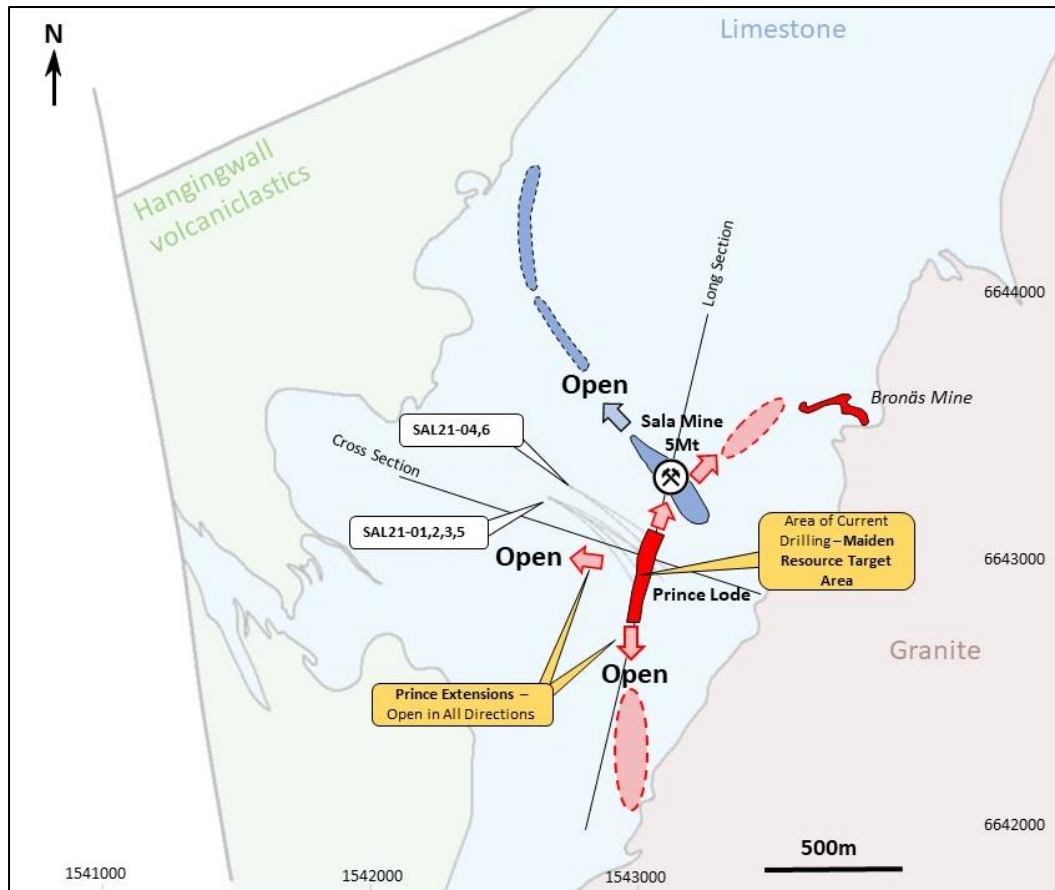 N
Limestone
Hangingwall
volcaniclastics
Long Section
6644000
Open
Sala Mine
5Mt
Bronäs Mine
SAL21-04,6
Cross Section
SAL21-01,2,3,5
Open
Area of Current
Drilling – Maiden
Resource Target
Area
6643000
Prince Lode
Granite
Open
Prince Extensions –
Open in All Directions
6642000
500m
1541000
1542000
1543000